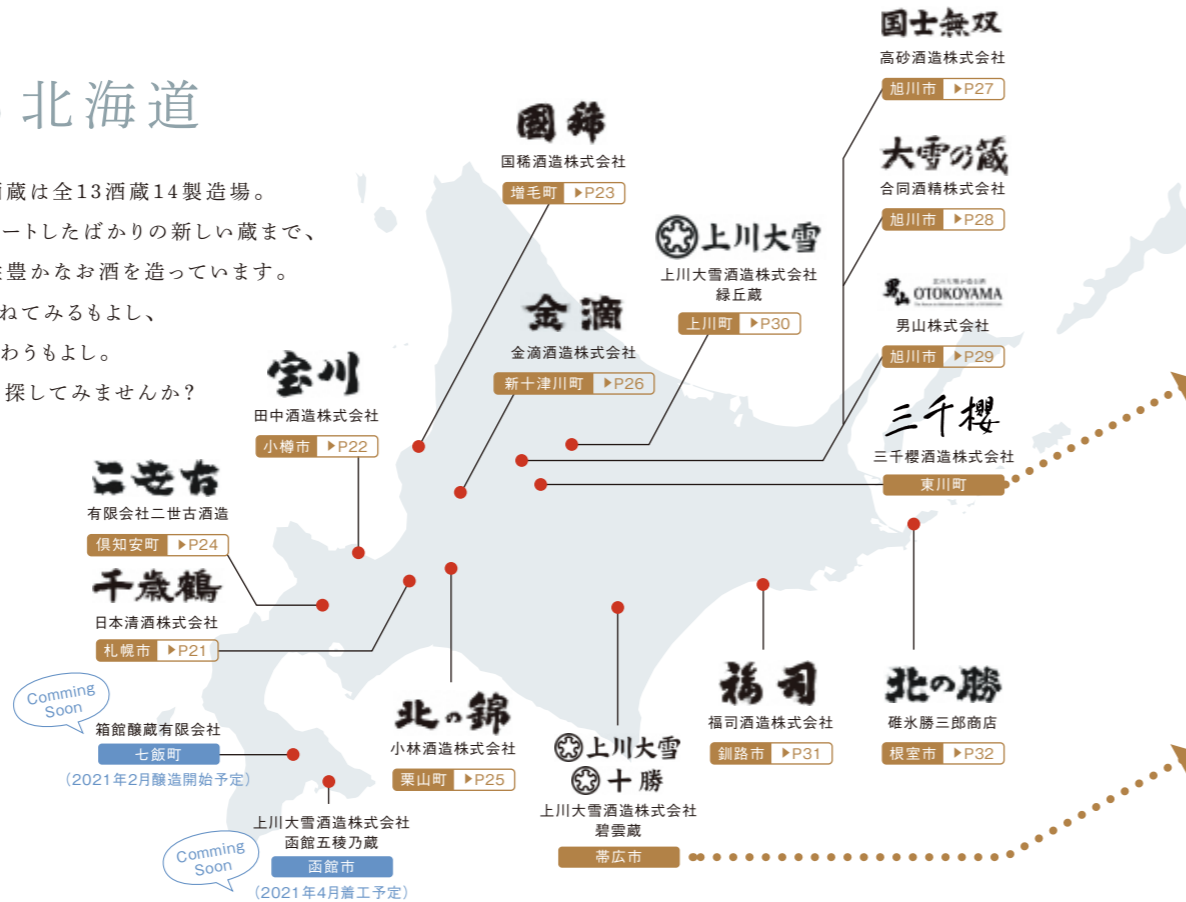 北海道
酒蔵は全13酒蔵14製造場。
ートしたばかりの新しい蔵まで、
豊かなお酒を造っています。
ねてみるもよし、
わうもよし。
探してみませんか?
国士無双
高砂酒造株式会社
旭川市 ▶P27
大雪乃蔵
合同酒精株式会社
旭川市 ▶P28
男山 OTOKOYAMA
男山株式会社
旭川市 ▶P29
三千櫻
三千櫻酒造株式会社
東川町
國稀
国稀酒造株式会社
増毛町 ▶P23
上川大雪
上川大雪酒造株式会社
緑丘蔵
上川町 ▶P30
金滴
金滴酒造株式会社
新十津川町 ▶P26
宝川
田中酒造株式会社
小樽市 ▶P22
二世古
有限会社二世古酒造
倶知安町 ▶P24
千歳鶴
日本清酒株式会社
札幌市 ▶P21
Comming
Soon
箱館醸蔵有限会社
七飯町
(2021年2月醸造開始予定)
上川大雪酒造株式会社
函館五稜乃蔵
Comming
Soon
函館市
(2021年4月着工予定)
北の錦
小林酒造株式会社
栗山町 ▶P25
上川大雪
十勝
上川大雪酒造株式会社
碧雲蔵
帯広市
福司
福司酒造株式会社
釧路市 ▶P31
北の勝
碓氷勝三郎商店
根室市 ▶P32